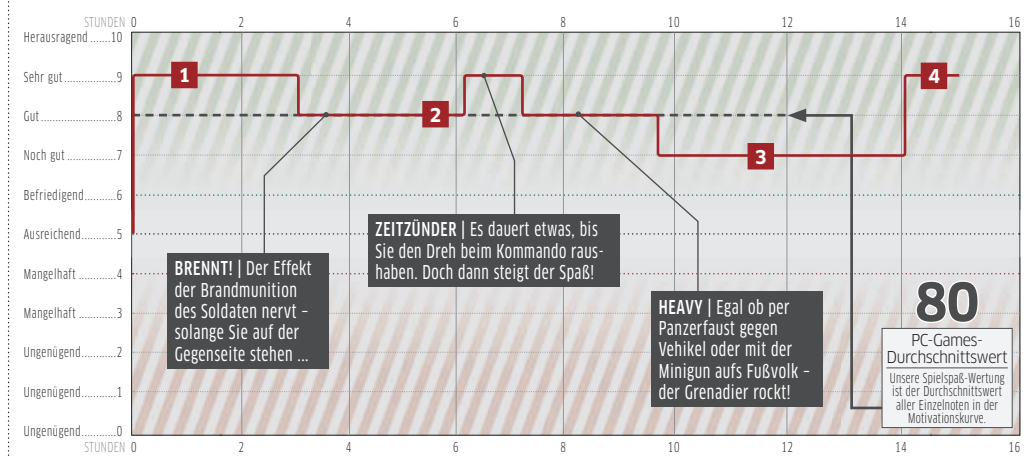 STUNDEN 0 2 4 6 8 10 12 14 16
Herausragend.......10
Sehr gut..............9
Gut....................8
Noch gut..............7
Befriedigend..........6
Ausreichend...........5
Mangelhaft............4
Mangelhaft............3
Ungenügend............2
Ungenügend............1
Ungenügend............0
STUNDEN 0 2 4 6 8 10 12 14 16
1
2
3
4
BRENNT! | Der Effekt
der Brandmunition
des Soldaten nervt –
solange Sie auf der
Gegenseite stehen ...
ZEITZÜNDER | Es dauert etwas, bis
Sie den Dreh beim Kommando raus-
haben. Doch dann steigt der Spaß!
HEAVY | Egal ob per
Panzerfaust gegen
Vehikel oder mit der
Minigun aufs Fußvolk –
der Grenadier rockt!
80
PC-Games-
Durchschnittswert
Unsere Spielspaß-Wertung
ist der Durchschnittswert
aller Einzelnoten in der
Motivationskurve.